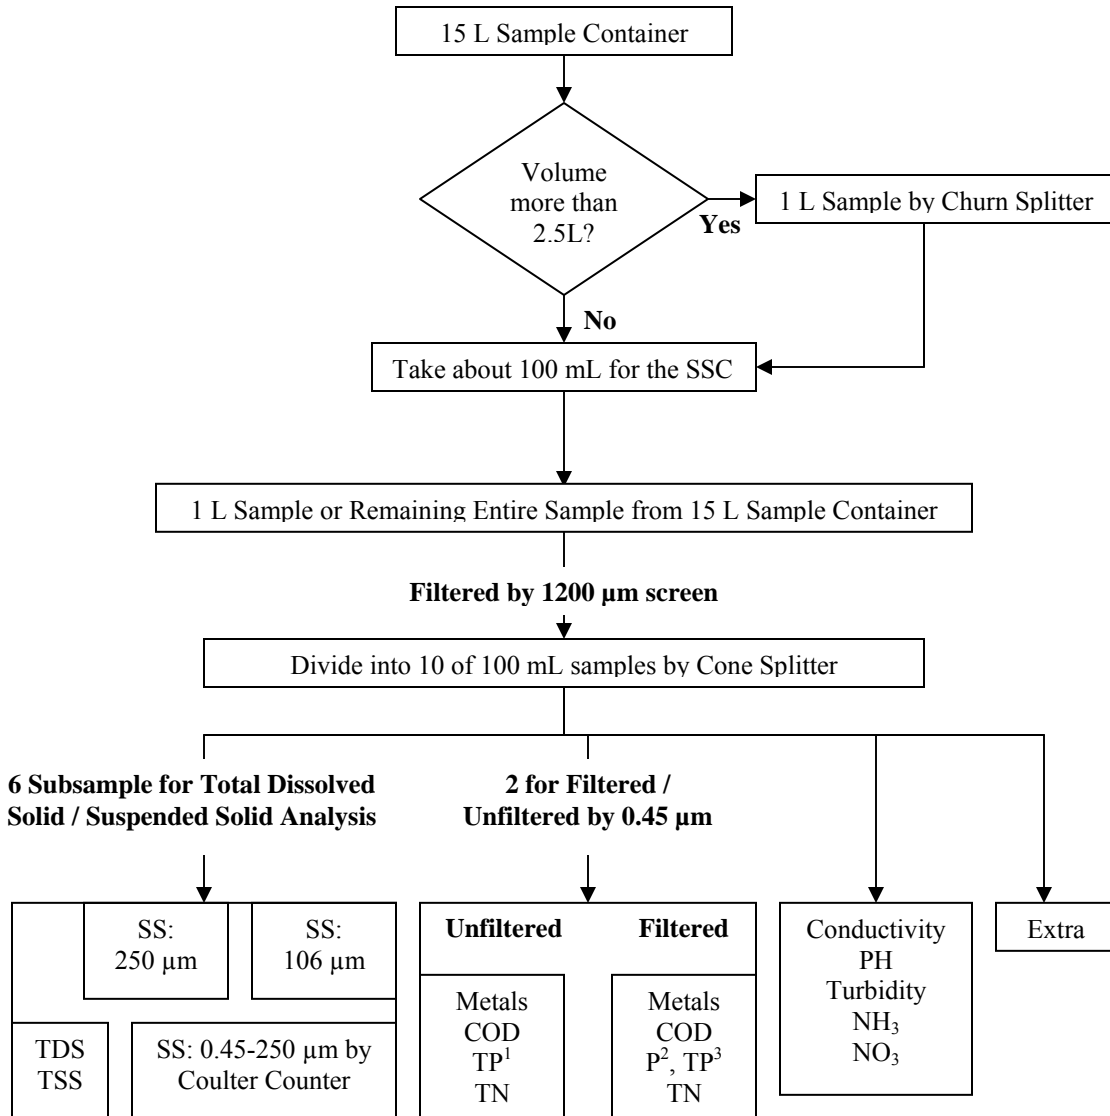 15 L Sample Container
Volume
more than
2.5L?
Yes
1 L Sample by Churn Splitter
No
Take about 100 mL for the SSC
1 L Sample or Remaining Entire Sample from 15 L Sample Container
Filtered by 1200 µm screen
Divide into 10 of 100 mL samples by Cone Splitter
6 Subsample for Total Dissolved
Solid / Suspended Solid Analysis
2 for Filtered /
Unfiltered by 0.45 µm
SS:
250 µm
SS:
106 µm
TDS
TSS
SS: 0.45-250 µm by
Coulter Counter
Unfiltered
Filtered
Metals
COD
TP¹
TN
Metals
COD
P², TP³
TN
Conductivity
PH
Turbidity
NH₃
NO₃
Extra